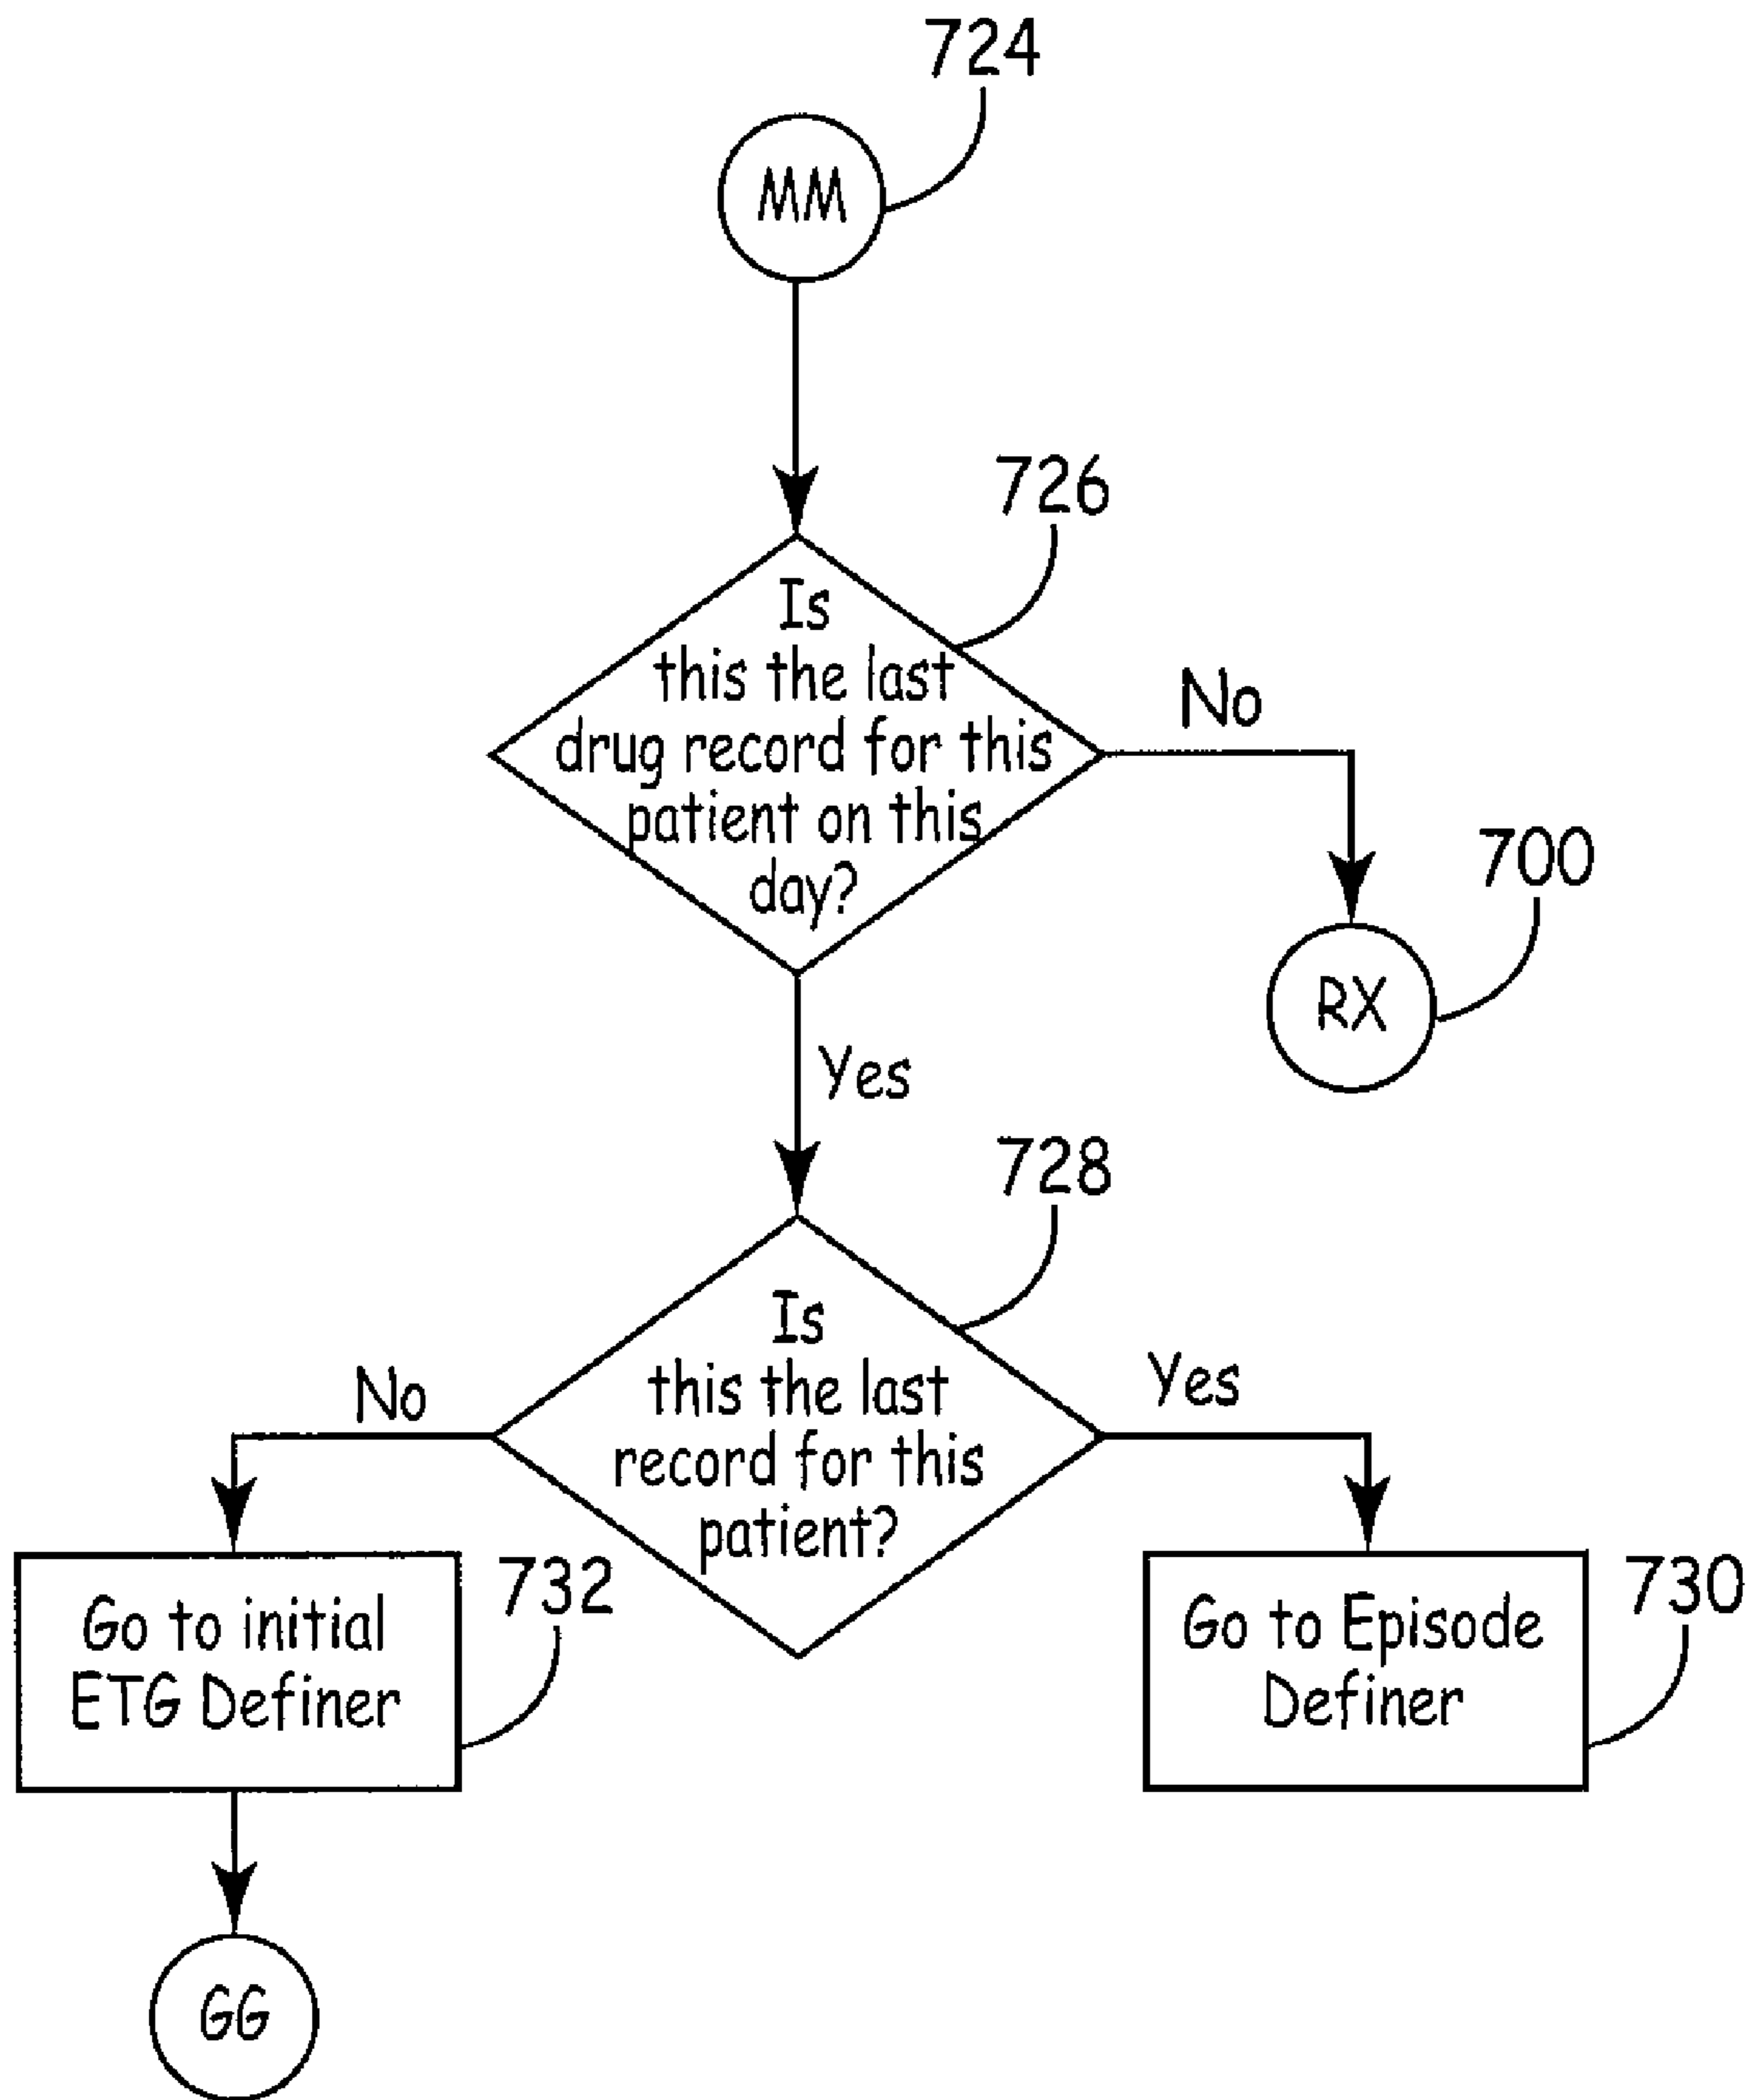 724
MM
726
Is
this the last
drug record for this
patient on this
day?
No
700
RX
Yes
728
Is
this the last
record for this
patient?
No
Yes
732
Go to initial
ETG Definer
730
Go to Episode
Definer
GG